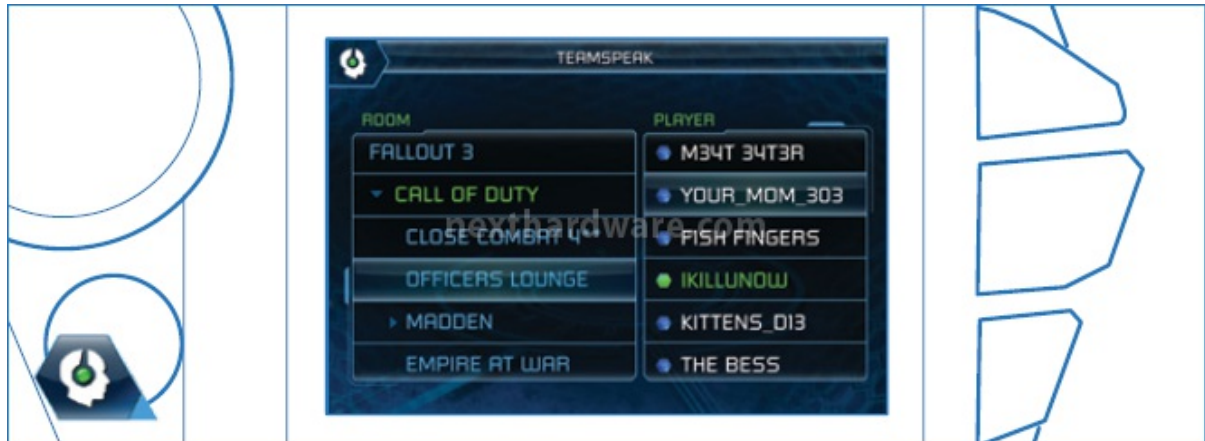 TEAMSPEAK
ROOM
FALLOUT 3
CALL OF DUTY
CLOSE COMBAT 4**
OFFICERS LOUNGE
MADDEN
EMPIRE AT WAR
PLAYER
M34T 34T3R
YOUR_MOM_303
FISH FINGERS
IKILLUNOW
KITTENS_D13
THE BESS
nexthardware.com